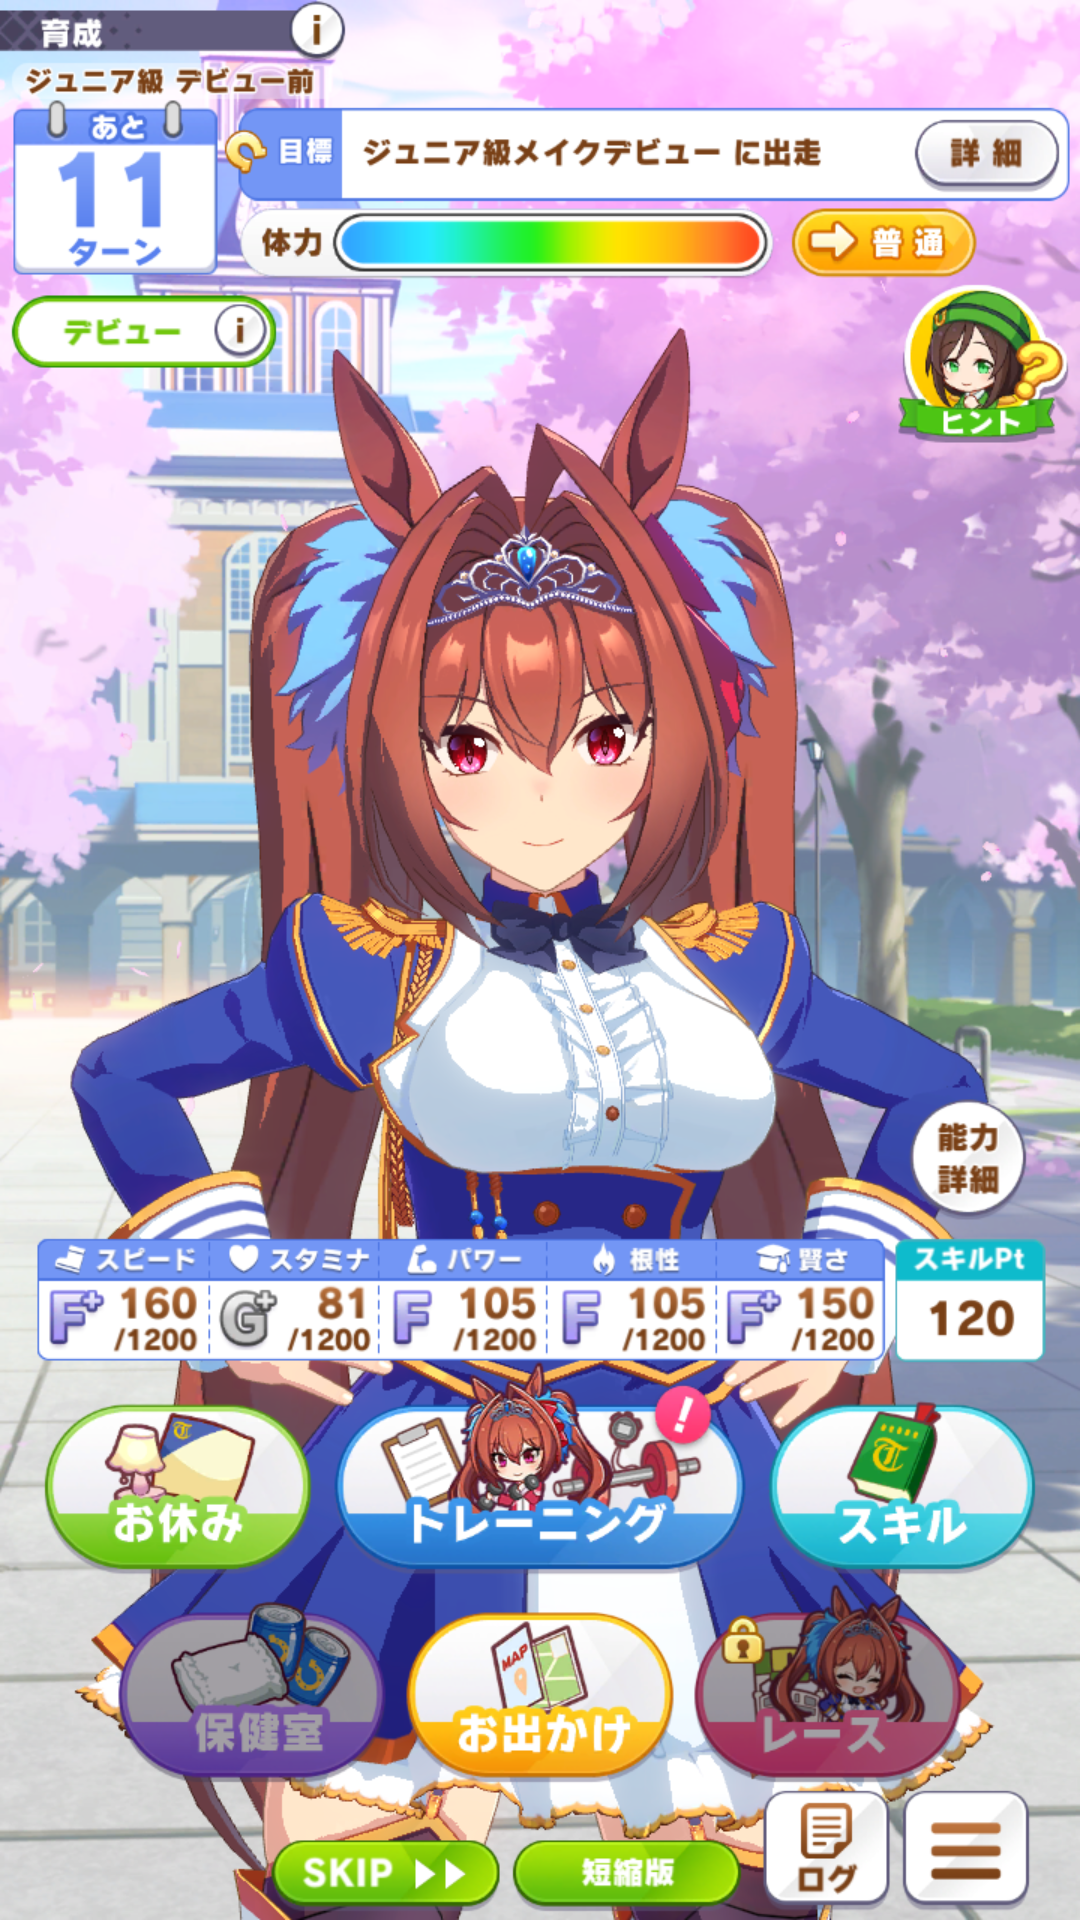 育成
i
ジュニア級 デビュー前
あと
11
ターン
目標
ジュニア級メイクデビュー に出走
詳細
体力
普通
デビュー
i
ヒント
能力
詳細
スピード スタミナ パワー 根性 賢さ スキルPt
F+ 160 G+ 81 F 105 F 105 F+ 150 120
/1200 /1200 /1200 /1200 /1200
お休み
トレーニング
スキル
保健室
MAP
お出かけ
レース
SKIP
短縮版
ログ